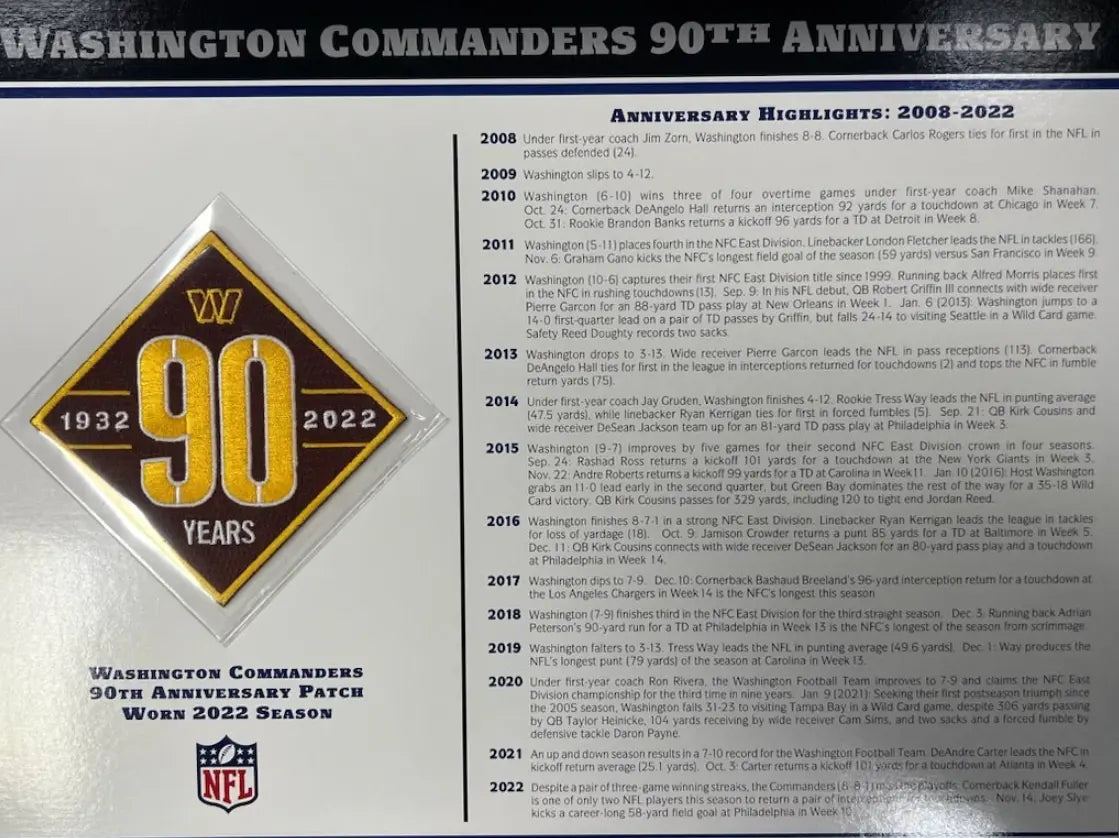 WASHINGTON COMMANDERS 90TH ANNIVERSARY
ANNIVERSARY HIGHLIGHTS: 2008-2022
2008 Under first-year coach Jim Zorn, Washington finishes 8-8. Cornerback Carlos Rogers ties for first in the NFL in
passes defended (24).
2009 Washington slips to 4-12.
2010 Washington (6-10) wins three of four overtime games under first-year coach Mike Shanahan.
Oct. 24: Cornerback DeAngelo Hall returns an interception 92 yards for a touchdown at Chicago in Week 7.
Oct. 31: Rookie Brandon Banks returns a kickoff 96 yards for a TD at Detroit in Week 8.
2011 Washington (5-11) places fourth in the NFC East Division. Linebacker London Fletcher leads the NFL in tackles (166).
Nov. 6: Graham Gano kicks the NFC's longest field goal of the season (59 yards) versus San Francisco in Week 9.
2012 Washington (10-6) captures their first NFC East Division title since 1999. Running back Alfred Morris places first
in the NFC in rushing touchdowns (13). Sep. 9: In his NFL debut, QB Robert Griffin III connects with wide receiver
Pierre Garcon for an 88-yard TD pass play at New Orleans in Week 1. Jan. 6 (2013): Washington jumps to a
14-0 first-quarter lead on a pair of TD passes by Griffin, but falls 24-14 to visiting Seattle in a Wild Card game.
Safety Reed Doughty records two sacks.
2013 Washington drops to 3-13. Wide receiver Pierre Garcon leads the NFL in pass receptions (113). Cornerback
DeAngelo Hall ties for first in the league in interceptions returned for touchdowns (2) and tops the NFC in fumble
return yards (75).
2014 Under first-year coach Jay Gruden, Washington finishes 4-12. Rookie Tress Way leads the NFL in punting average
(47.5 yards), while linebacker Ryan Kerrigan ties for first in forced fumbles (5). Sep. 21: QB Kirk Cousins and
wide receiver DeSean Jackson team up for an 81-yard TD pass play at Philadelphia in Week 3.
2015 Washington (9-7) improves by five games for their second NFC East Division crown in four seasons.
Sep. 24: Rashad Ross returns a kickoff 101 yards for a touchdown at the New York Giants in Week 3.
Nov. 22: Andre Roberts returns a kickoff 99 yards for a TD at Carolina in Week 11. Jan 10 (2016): Host Washington
grabs an 11-0 lead early in the second quarter, but Green Bay dominates the rest of the way for a 35-18 Wild
Card victory. QB Kirk Cousins passes for 329 yards, including 120 to tight end Jordan Reed.
2016 Washington finishes 8-7-1 in a strong NFC East Division. Linebacker Ryan Kerrigan leads the league in tackles
for loss of yardage (18). Oct. 9: Jamison Crowder returns a punt 85 yards for a TD at Baltimore in Week 5.
Dec. 11: QB Kirk Cousins connects with wide receiver DeSean Jackson for an 80-yard pass play and a touchdown
at Philadelphia in Week 14.
2017 Washington dips to 7-9. Dec. 10: Cornerback Bashaud Breeland's 96-yard interception return for a touchdown at
the Los Angeles Chargers in Week 14 is the NFC's longest this season
2018 Washington (7-9) finishes third in the NFC East Division for the third straight season. Dec. 3: Running back Adrian
Peterson's 90-yard run for a TD at Philadelphia in Week 13 is the NFC's longest of the season from scrimmage.
2019 Washington falters to 3-13. Tress Way leads the NFL in punting average (49.6 yards). Dec. 1: Way produces the
NFL's longest punt (79 yards) of the season at Carolina in Week 13.
2020 Under first-year coach Ron Rivera, the Washington Football Team improves to 7-9 and claims the NFC East
Division championship for the third time in nine years. Jan. 9 (2021): Seeking their first postseason triumph since
the 2005 season, Washington falls 31-23 to visiting Tampa Bay in a Wild Card game, despite 306 yards passing
by QB Taylor Heinicke, 104 yards receiving by wide receiver Cam Sims, and two sacks and a forced fumble by
defensive tackle Daron Payne.
2021 An up and down season results in a 7-10 record for the Washington Football Team. DeAndre Carter leads the NFC in
kickoff return average (25.1 yards). Oct. 3: Carter returns a kickoff 101 yards for a touchdown at Atlanta in Week 4.
2022 Despite a pair of three-game winning streaks, the Commanders (8-8-1) miss the playoffs. Cornerback Kendall Fuller
is one of only two NFL players this season to return a pair of interceptions for touchdowns. Nov. 14: Joey Slye
kicks a career-long 58-yard field goal at Philadelphia in Week 10.
W
1932 90 2022
YEARS
WASHINGTON COMMANDERS
90TH ANNIVERSARY PATCH
WORN 2022 SEASON
NFL